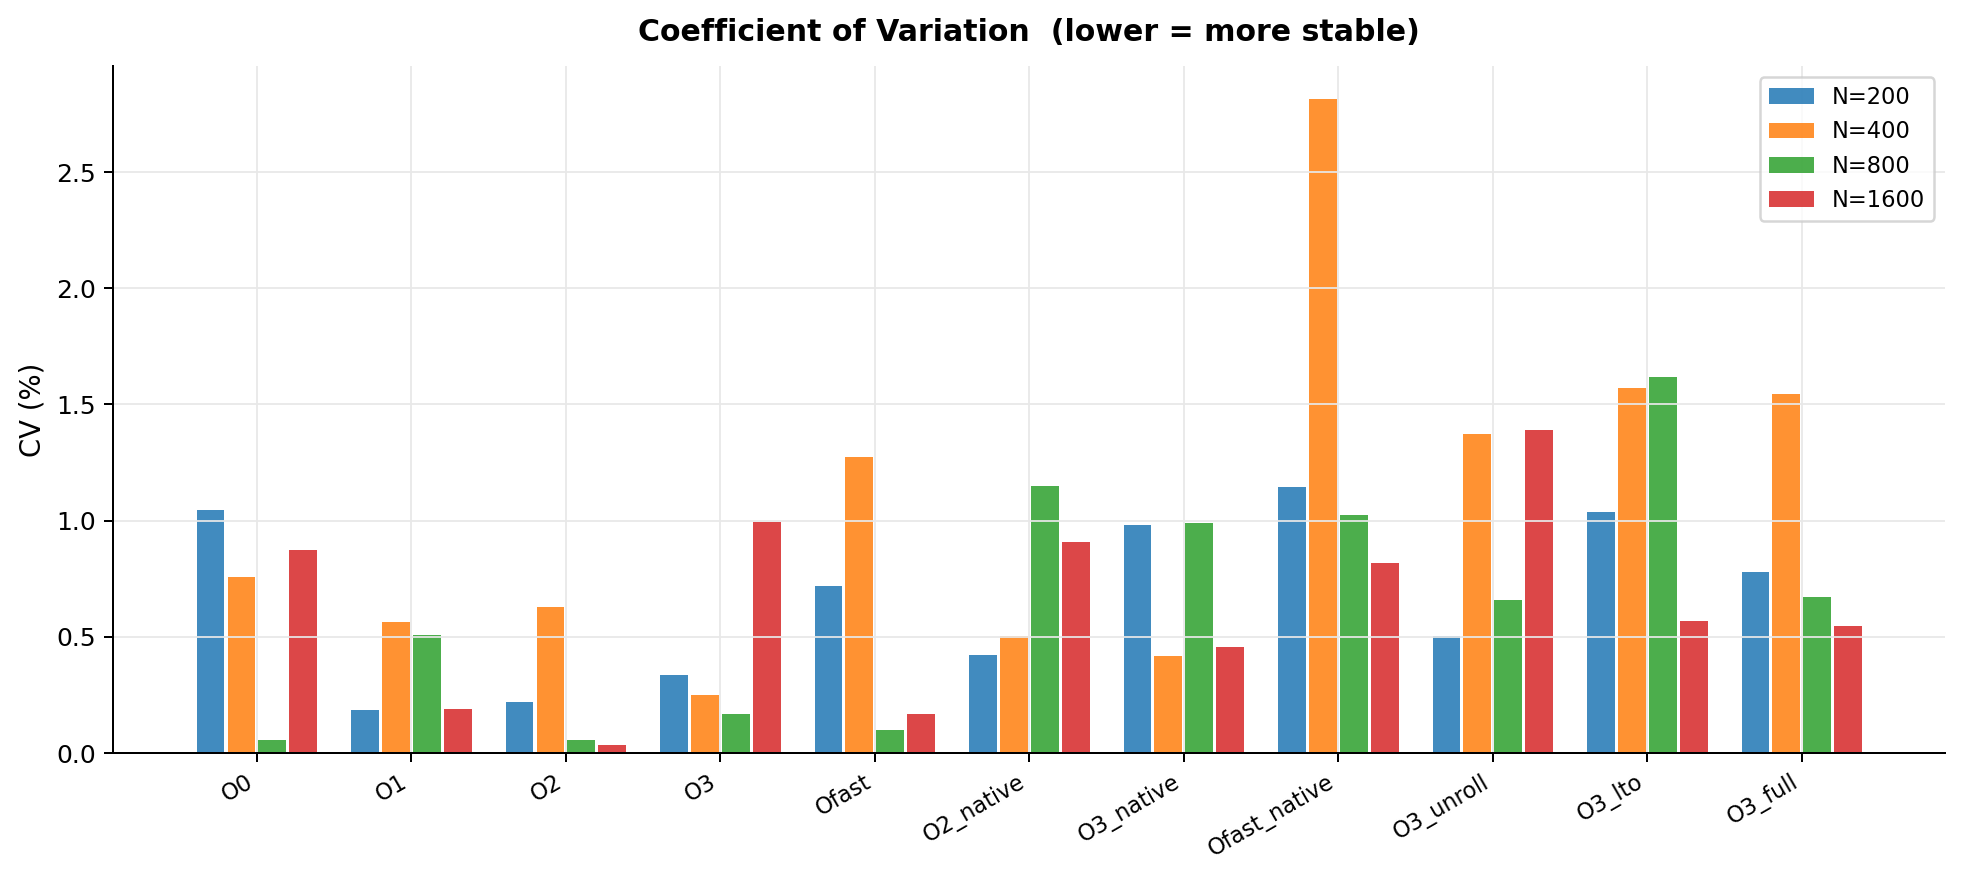 Coefficient of Variation  (lower = more stable)
N=200
N=400
N=800
N=1600
CV (%)
2.5
2.0
1.5
1.0
0.5
0.0
O0
O1
O2
O3
Ofast
O2_native
O3_native
Ofast_native
O3_unroll
O3_lto
O3_full